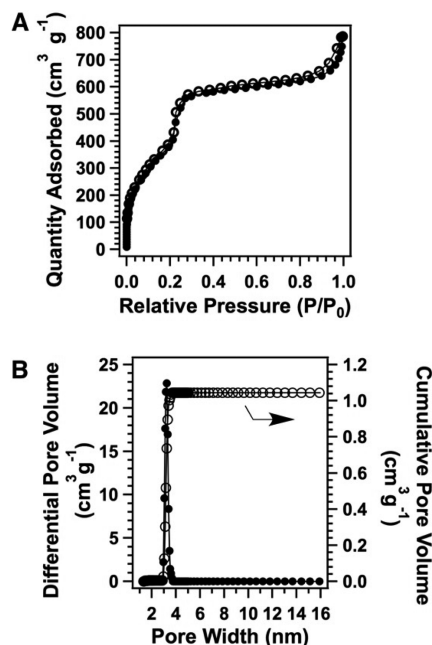 A
Quantity Adsorbed (cm³ g⁻¹)
800
700
600
500
400
300
200
100
0
0.0 0.2 0.4 0.6 0.8 1.0
Relative Pressure (P/P₀)
B
Differential Pore Volume
(cm³ g⁻¹)
25
20
15
10
5
0
1.2
1.0
0.8
0.6
0.4
0.2
0.0
Cumulative Pore Volume
(cm³ g⁻¹)
2 4 6 8 10 12 14 16
Pore Width (nm)